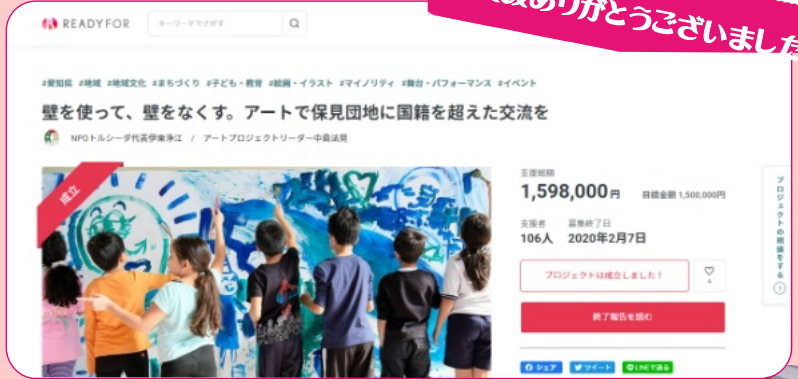 READYFOR
キーワードでさがす
ありがとうございました
#愛知県 #地域 #地域文化 #まちづくり #子ども・教育 #絵画・イラスト #マイノリティ #舞台・パフォーマンス #イベント
壁を使って、壁をなくす。アートで保見団地に国籍を超えた交流を
NPOトルシーダ代表伊東浄江 / アートプロジェクトリーダー中島法晃
成立
支援総額
1,598,000円 目標金額 1,500,000円
支援者 募集終了日
106人 2020年2月7日
プロジェクトは成立しました!
4
終了報告を読む
シェア ツイート LINEで送る
プロジェクトの相談をする